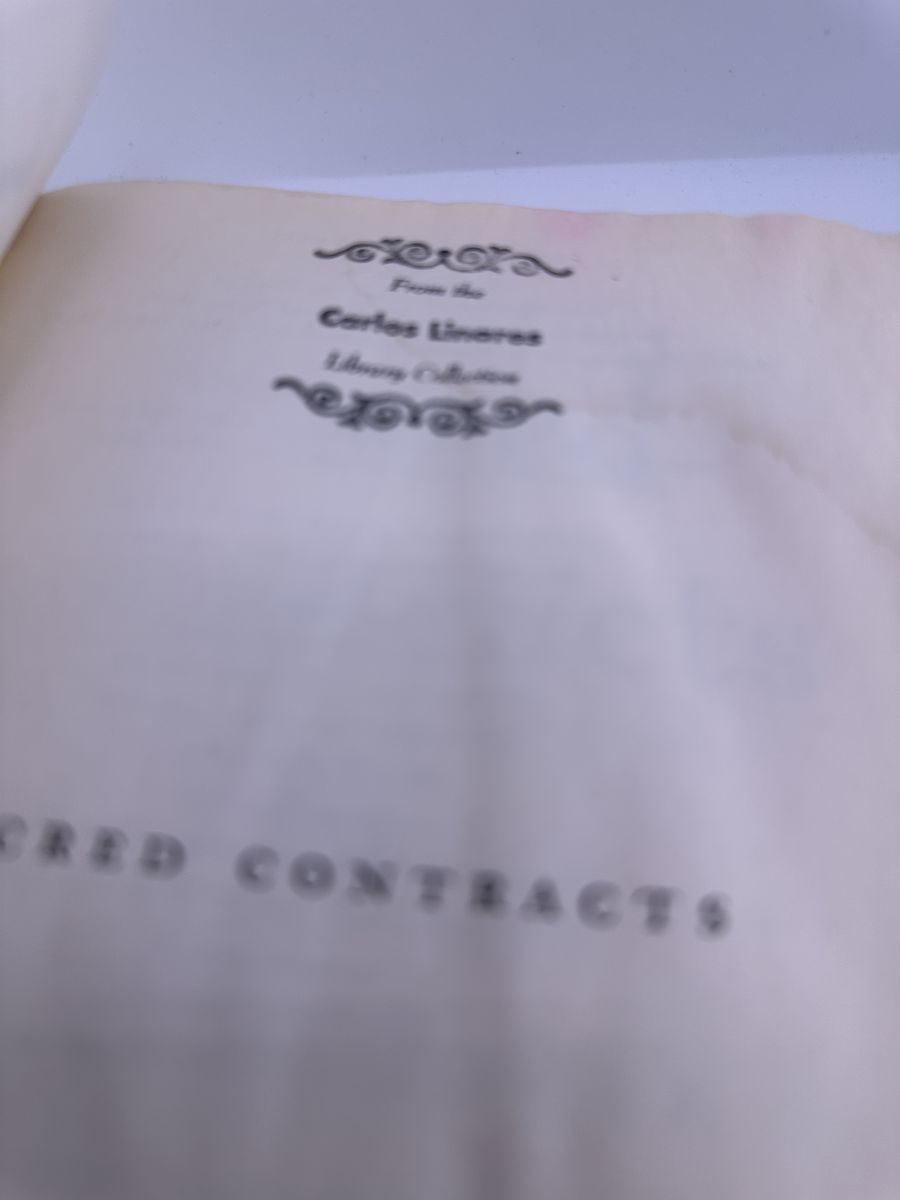 From the
Carlos Linares
Library Collection
CRED CONTRACTS